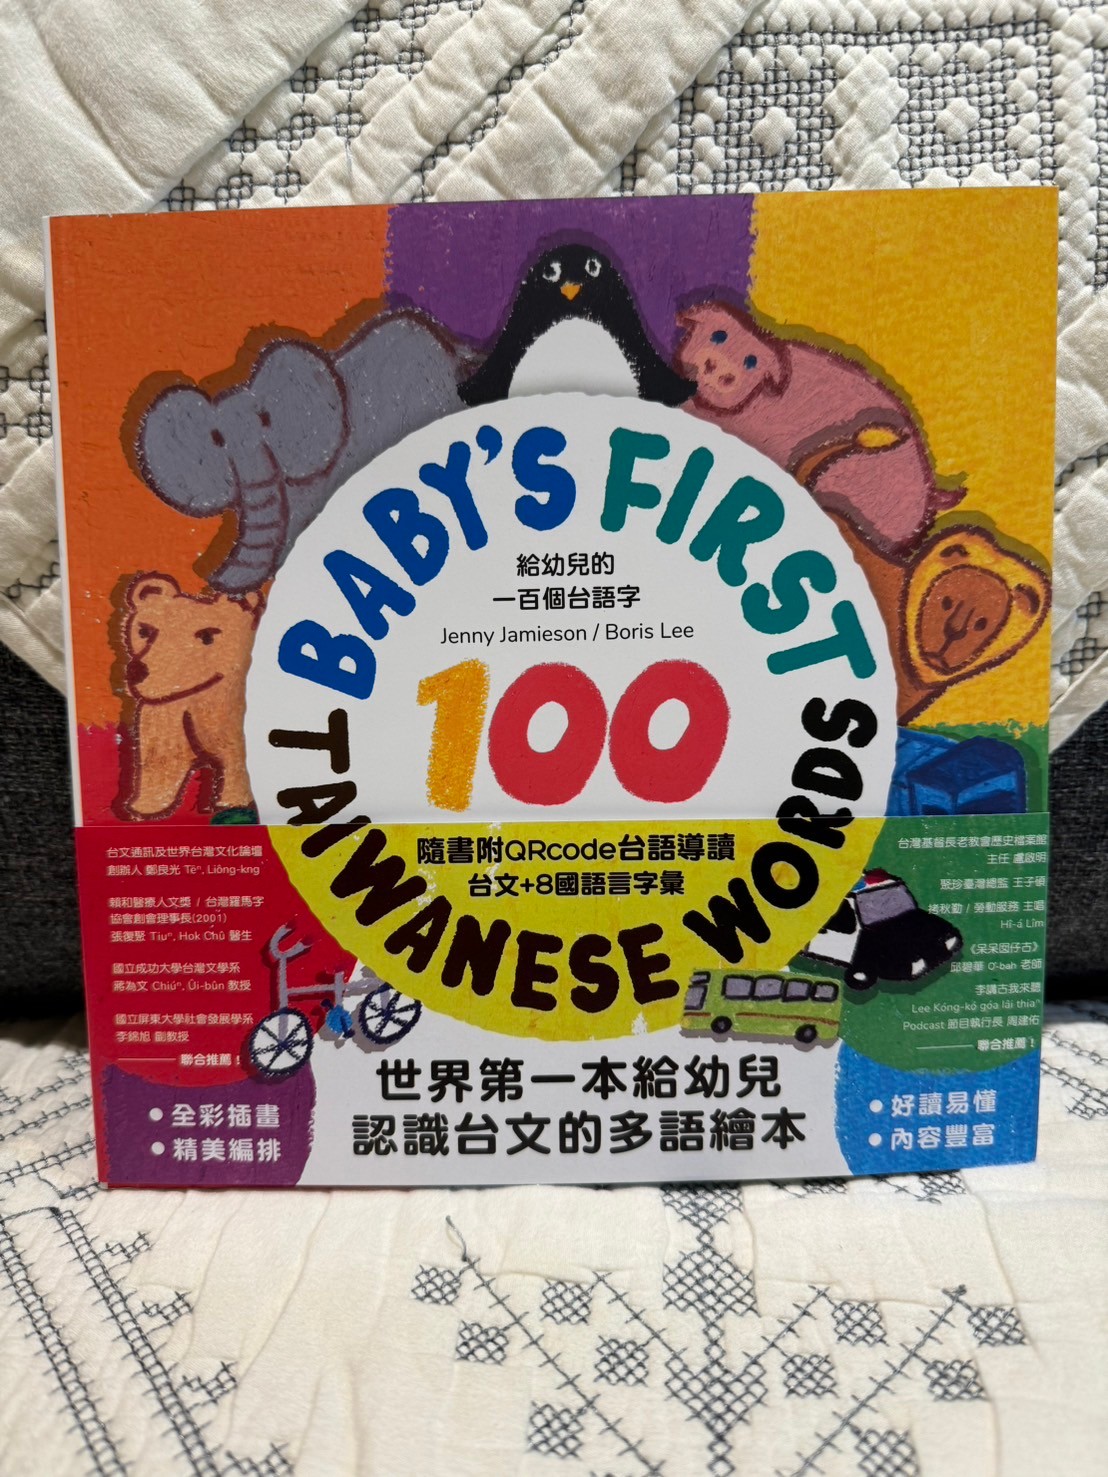 BABY'S FIRST
給幼兒的
一百個台語字
Jenny Jamieson / Boris Lee
100
TAIWANESE WORDS
隨書附QRcode台語導讀
台文+8國語言字彙
台文通訊及世界台灣文化論壇
創辦人 鄭良光 Tēⁿ, Liông-kng
賴和醫療人文獎 / 台灣羅馬字
協會創會理事長(2001)
張復聚 Tiuⁿ, Hok Chū 醫生
國立成功大學台灣文學系
蔣為文 Chiúⁿ, Ûi-bûn 教授
國立屏東大學社會發展學系
李錦旭 副教授
聯合推薦！
台灣基督長老教會歷史檔案館
主任 盧啟明
聚珍臺灣總監 王子碩
拷秋勤 / 勞動服務 主唱
Hī-á Lîm
《呆呆囡仔古》
邱碧華 O͘-bah 老師
李講古我來聽
Lee Kóng-kó͘ góa lâi thiaⁿ
Podcast 節目執行長 周建佑
聯合推薦！
世界第一本給幼兒
認識台文的多語繪本
• 全彩插畫
• 精美編排
• 好讀易懂
• 內容豐富